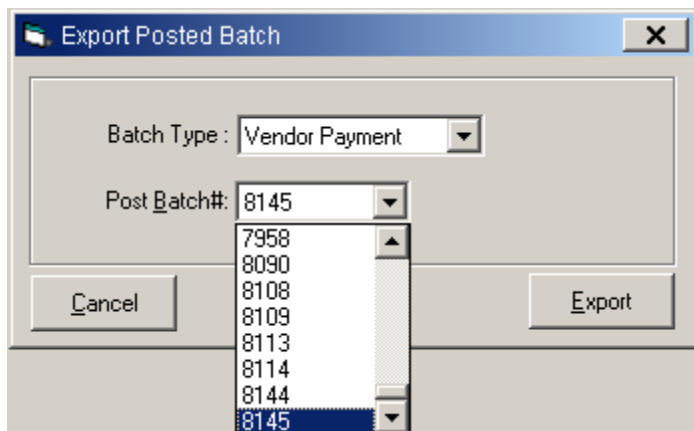 Export Posted Batch
Batch Type : Vendor Payment
Post Batch#: 8145
7958
8090
8108
8109
8113
8114
8144
8145
Cancel
Export